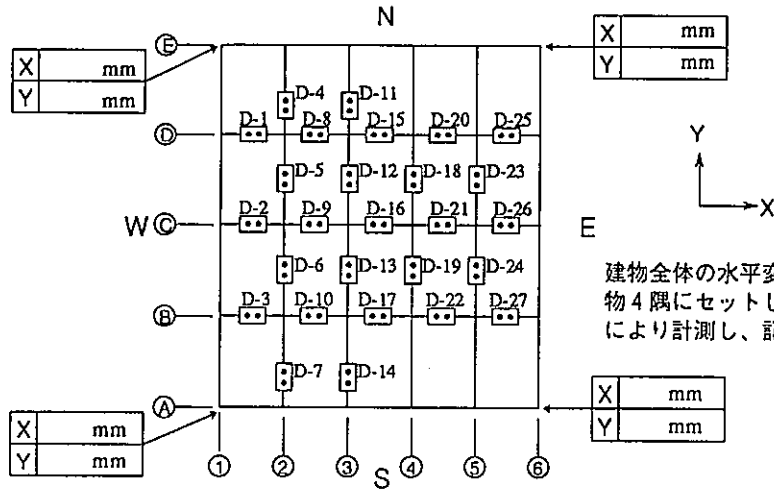 N
Ⓔ
X mm
Y mm
X mm
Y mm
D-4 D-11
D-1 D-8 D-15 D-20 D-25
Ⓓ
D-5 D-12 D-18 D-23
Y
X
D-2 D-9 D-16 D-21 D-26
W Ⓒ E
D-6 D-13 D-19 D-24
建物全体の水平変
物4隅にセットし
により計測し、
D-3 D-10 D-17 D-22 D-27
Ⓑ
D-7 D-14
Ⓐ
X mm
Y mm
X mm
Y mm
① ② ③ ④ ⑤ ⑥
S